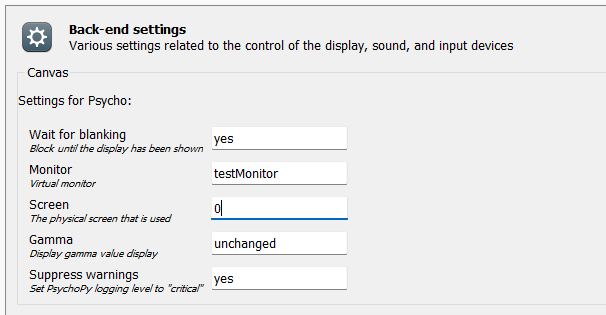 Back-end settings
Various settings related to the control of the display, sound, and input devices
Canvas
Settings for Psycho:
Wait for blanking
Block until the display has been shown
yes
Monitor
Virtual monitor
testMonitor
Screen
The physical screen that is used
0
Gamma
Display gamma value display
unchanged
Suppress warnings
Set PsychoPy logging level to "critical"
yes